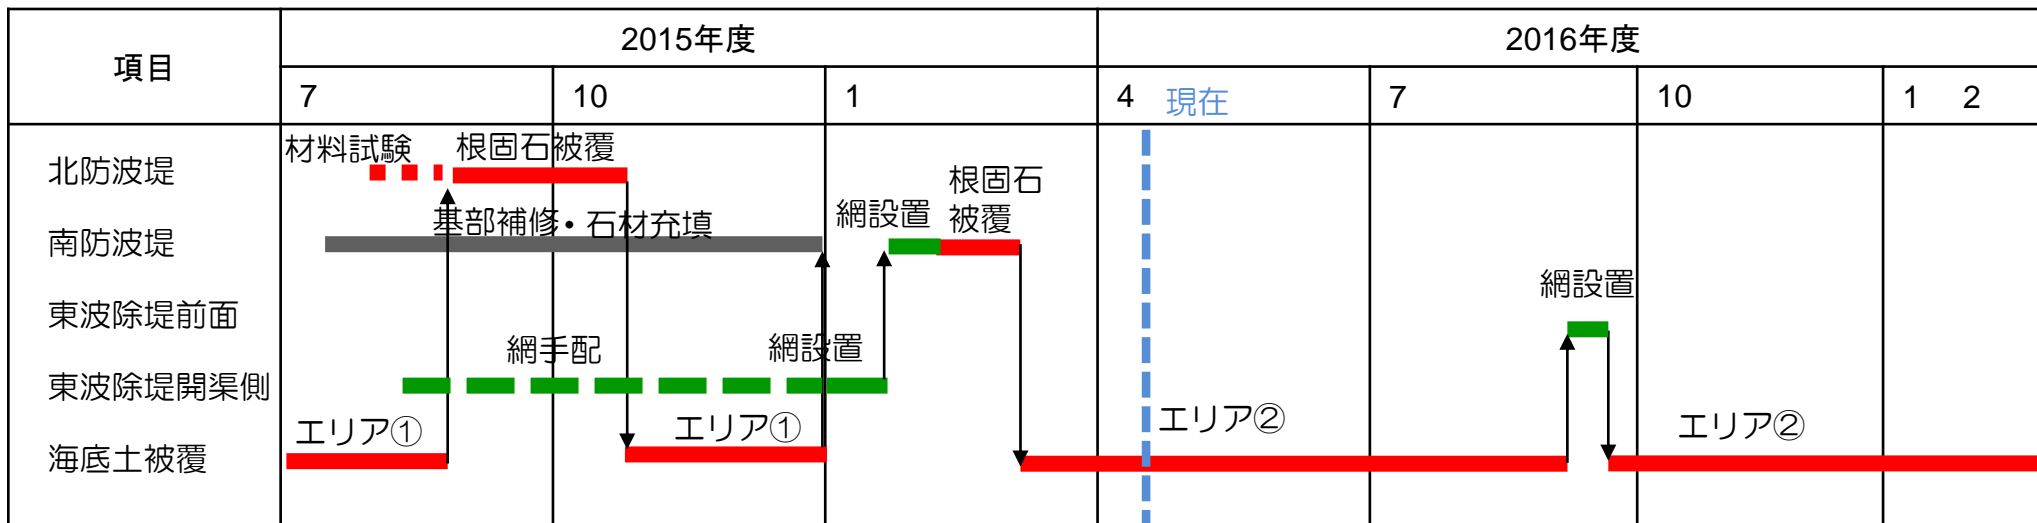 項目
2015年度
2016年度
7
10
1
4
現在
7
10
1
2
材料試験
根固石被覆
北防波堤
基部補修・石材充填
網設置
根固石
被覆
南防波堤
網設置
東波除堤前面
網手配
網設置
東波除堤開渠側
エリア①
エリア①
エリア②
エリア②
海底土被覆